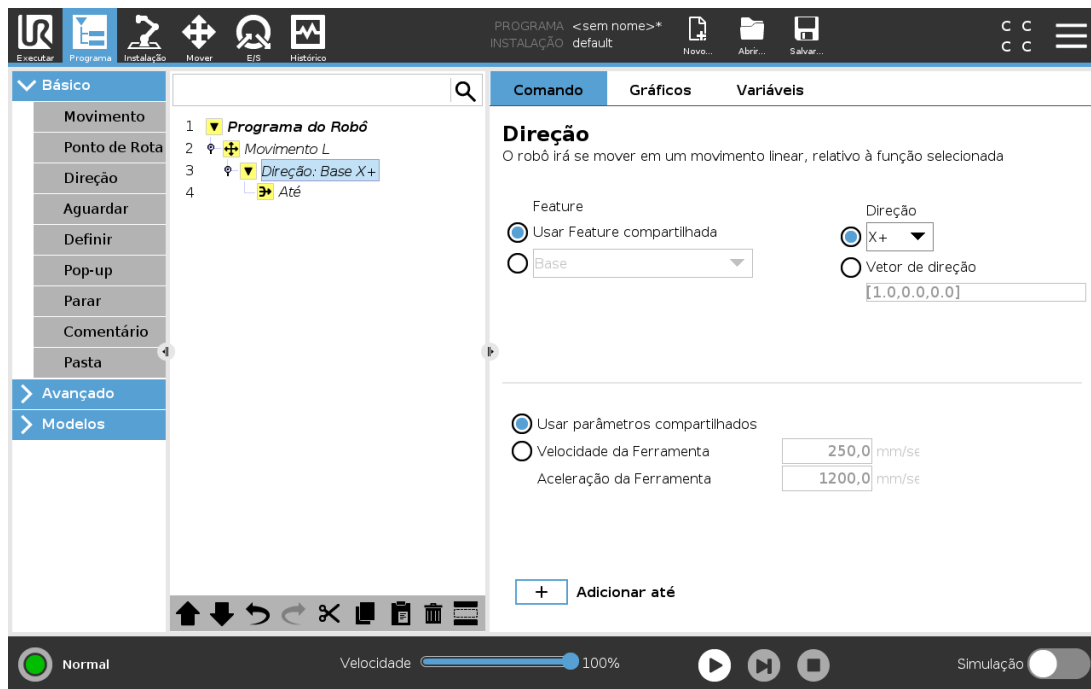 PROGRAMA <sem nome>*
INSTALAÇÃO default
UR
Executar Programa Instalação Mover E/S Histórico
Novo... Abrir... Salvar...
C C
C C
Básico
Movimento
Ponto de Rota
Direção
Aguardar
Definir
Pop-up
Parar
Comentário
Pasta
Avançado
Modelos
1 Programa do Robô
2 Movimento L
3 Direção: Base X+
4 Até
Comando Gráficos Variáveis
Direção
O robô irá se mover em um movimento linear, relativo à função selecionada
Feature
Usar Feature compartilhada
Base
Direção
X+
Vetor de direção
[1.0,0.0,0.0]
Usar parâmetros compartilhados
Velocidade da Ferramenta 250,0 mm/se
Aceleração da Ferramenta 1200,0 mm/se
+ Adicionar até
Normal
Velocidade 100%
Simulação